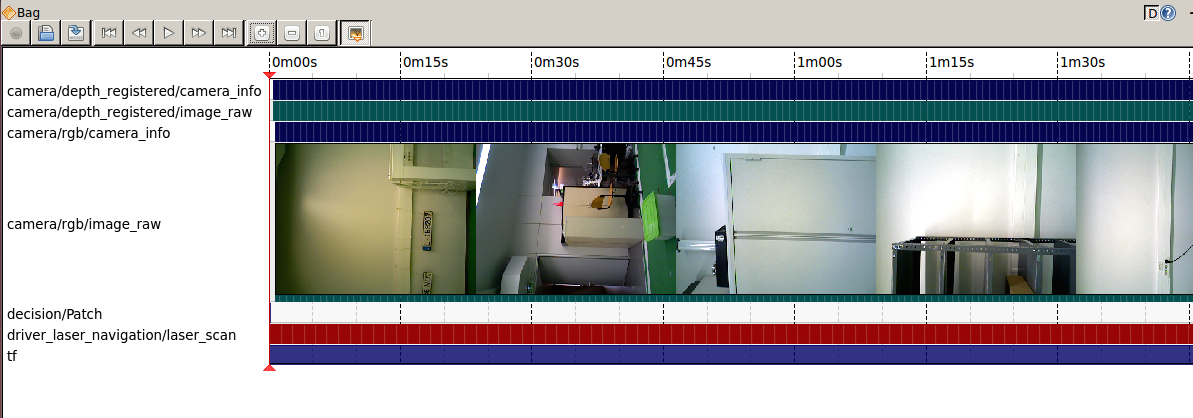 Bag
D
0m00s 0m15s 0m30s 0m45s 1m00s 1m15s 1m30s
camera/depth_registered/camera_info
camera/depth_registered/image_raw
camera/rgb/camera_info
camera/rgb/image_raw
decision/Patch
driver_laser_navigation/laser_scan
tf